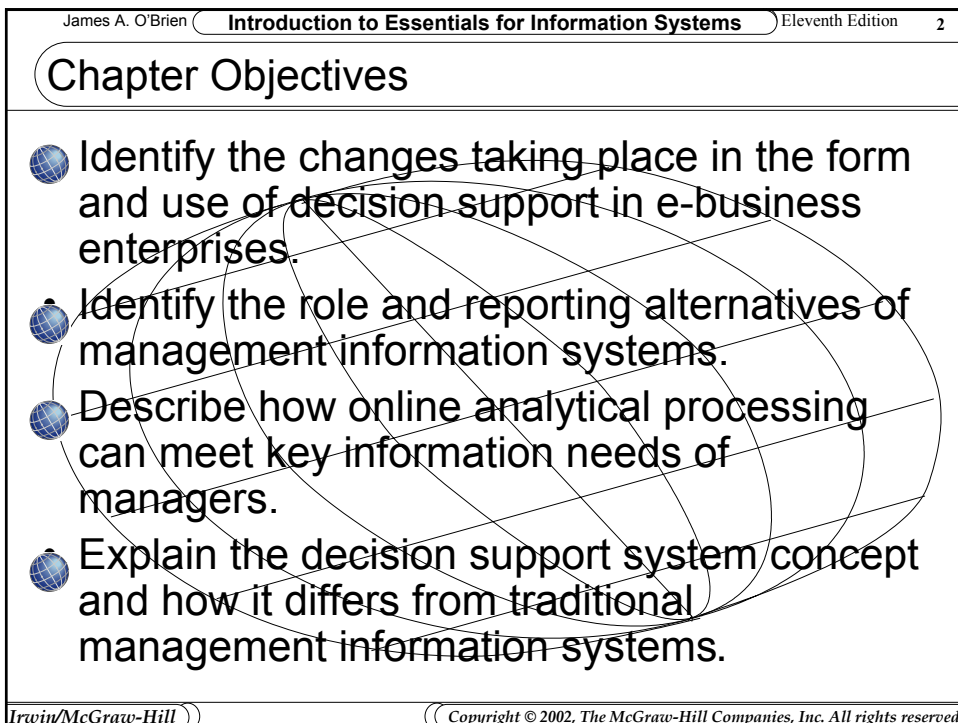 James A. O'Brien Introduction to Essentials for Information Systems Eleventh Edition 2
Chapter Objectives
Identify the changes taking place in the form
and use of decision support in e-business
enterprises.
• Identify the role and reporting alternatives of
management information systems.
Describe how online analytical processing
can meet key information needs of
managers.
• Explain the decision support system concept
and how it differs from traditional
management information systems.
Irwin/McGraw-Hill Copyright © 2002, The McGraw-Hill Companies, Inc. All rights reserved